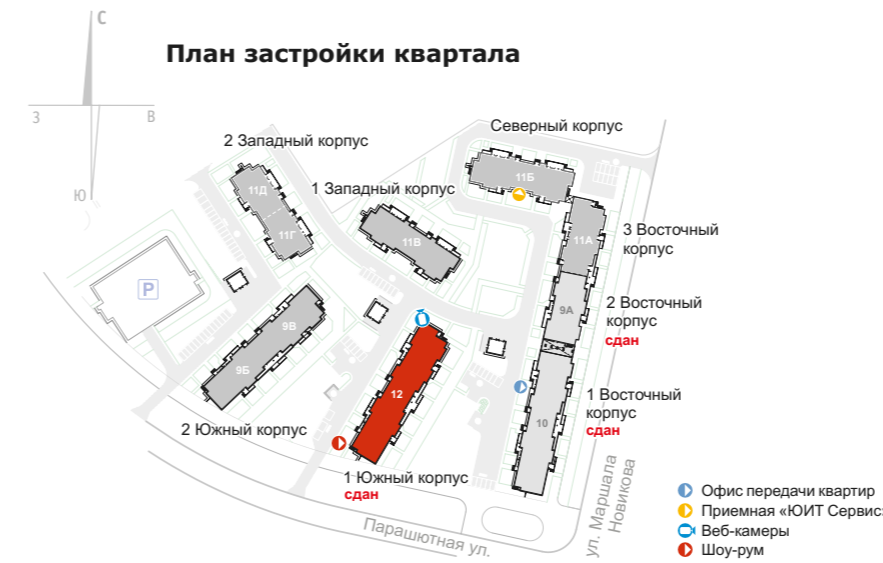 С
План застройки квартала
З
В
Ю
Северный корпус
2 Западный корпус
11Б
1 Западный корпус
11Д
11Г
11В
11А
3 Восточный
корпус
P
9А
2 Восточный
корпус
сдан
9В
9Б
12
10
1 Восточный
корпус
сдан
2 Южный корпус
1 Южный корпус
сдан
Парашютная ул.
ул. Маршала
Новикова
Офис передачи квартир
Приемная «ЮИТ Сервис
Веб-камеры
Шоу-рум